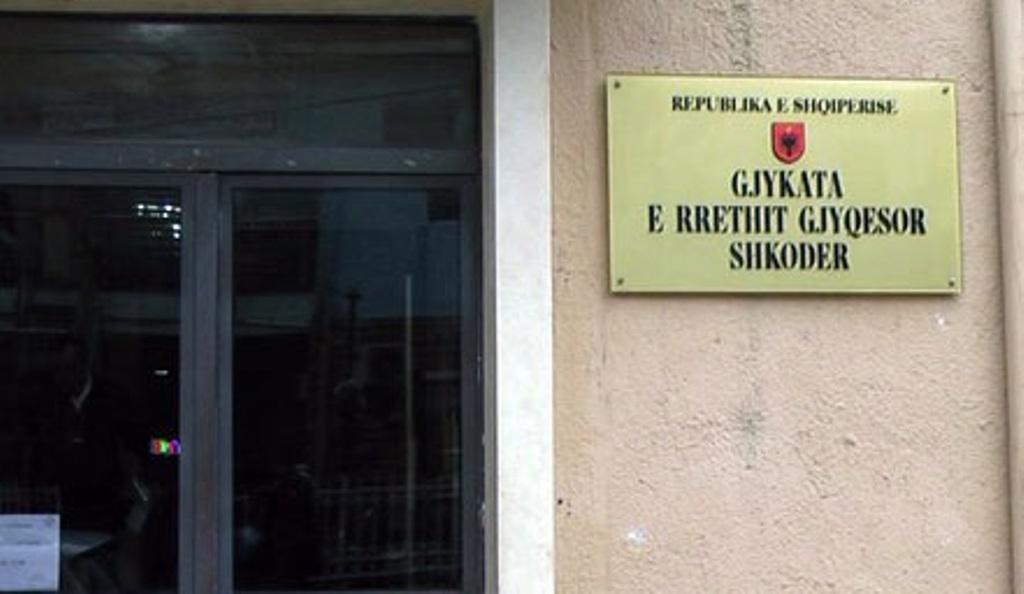 REPUBLIKA E SHQIPERISE
GJYKATA
E RRETHIT GJYQESOR
SHKODER